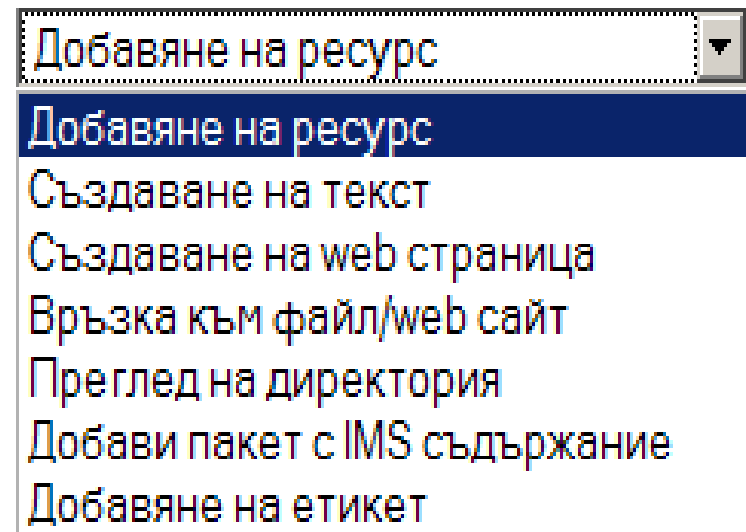 Добавяне на ресурс
Добавяне на ресурс
Създаване на текст
Създаване на web страница
Връзка към файл/web сайт
Преглед на директория
Добави пакет с IMS съдържание
Добавяне на етикет